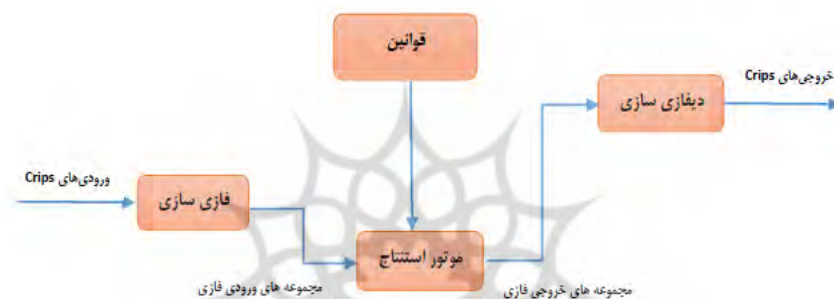 قوانین
خروجی‌های Crips
دیفازی سازی
ورودی‌های Crips
فازی سازی
موتور استنتاج
مجموعه های ورودی فازی
مجموعه های خروجی فازی